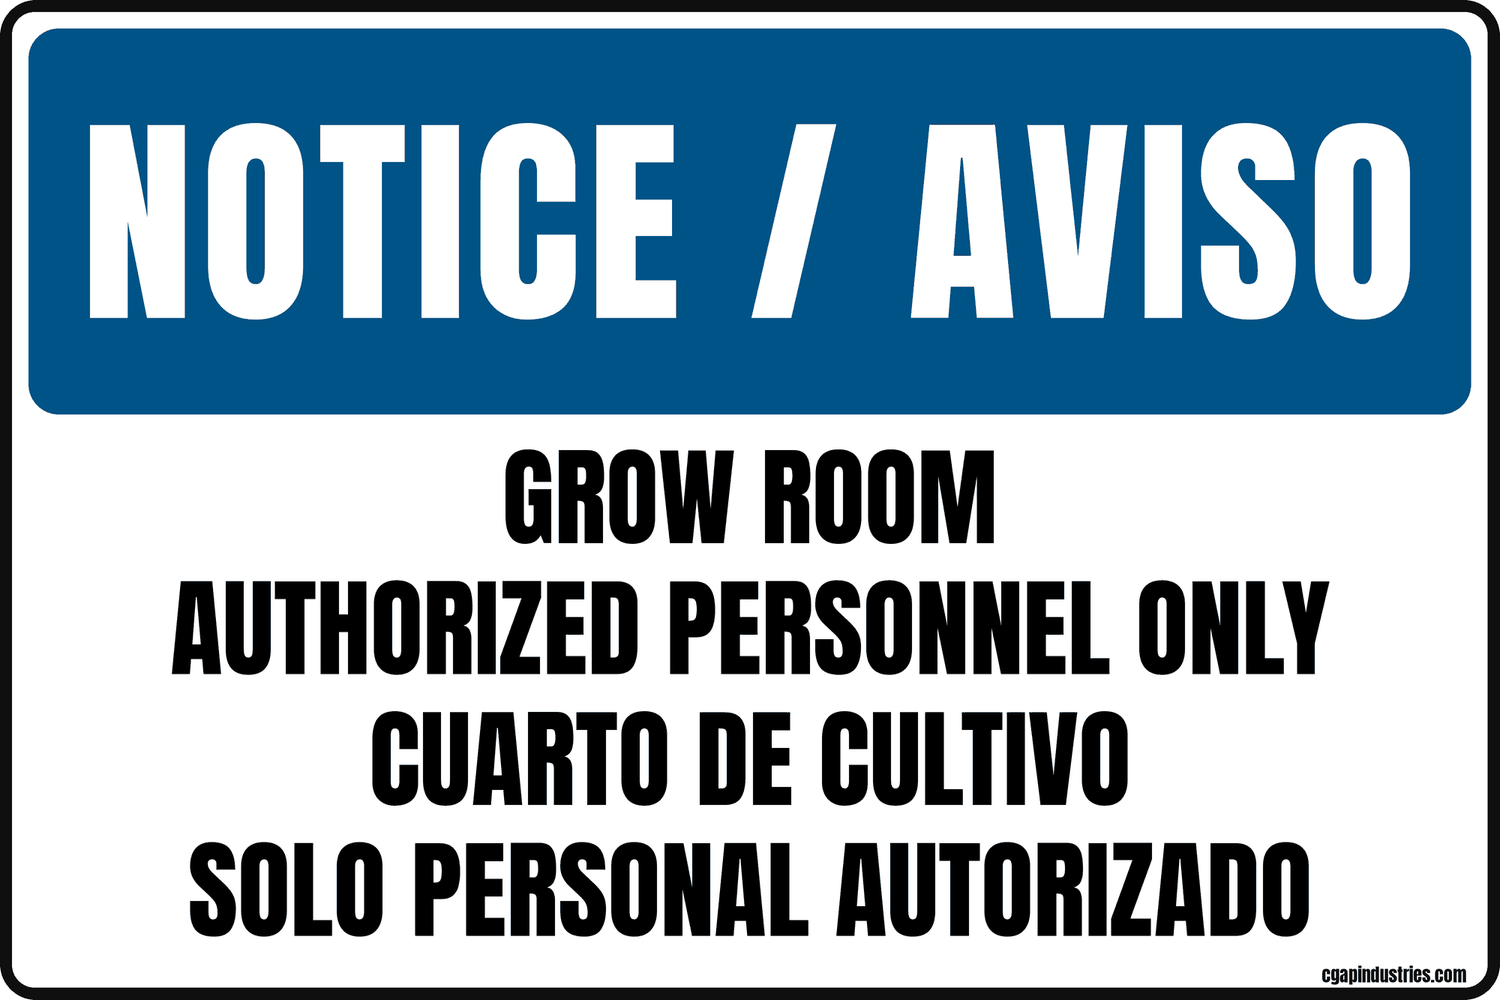 NOTICE / AVISO
GROW ROOM
AUTHORIZED PERSONNEL ONLY
CUARTO DE CULTIVO
SOLO PERSONAL AUTORIZADO
cgapindustries.com